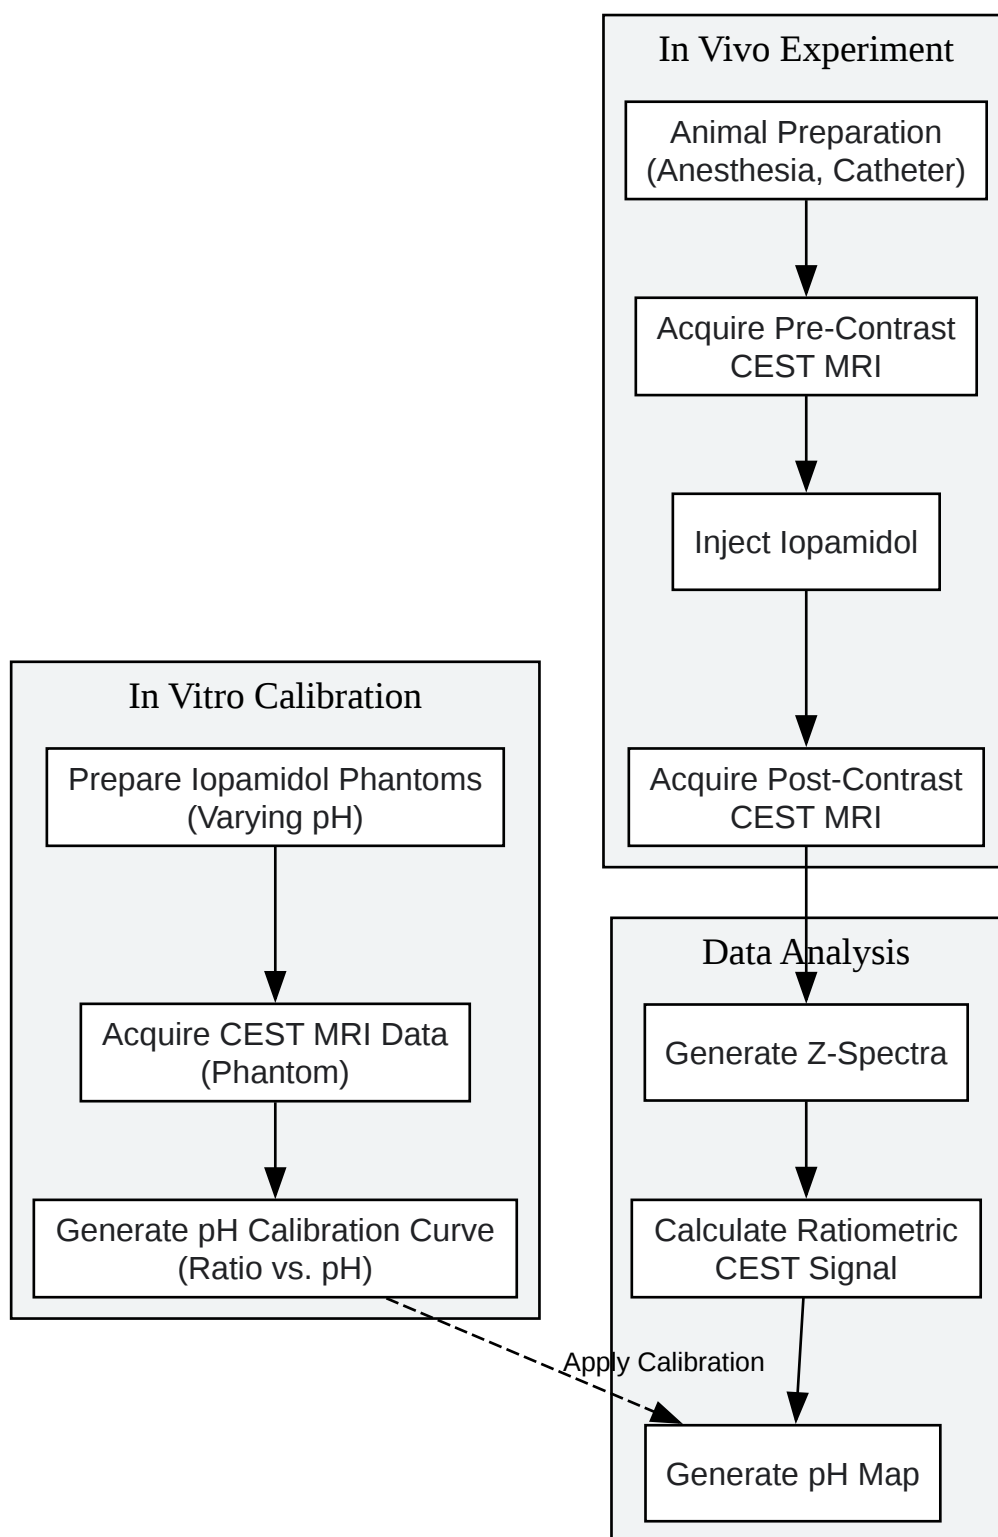 In Vivo Experiment
Animal Preparation
(Anesthesia, Catheter)
Acquire Pre-Contrast
CEST MRI
Inject Iopamidol
Acquire Post-Contrast
CEST MRI
In Vitro Calibration
Prepare Iopamidol Phantoms
(Varying pH)
Acquire CEST MRI Data
(Phantom)
Generate pH Calibration Curve
(Ratio vs. pH)
Data Analysis
Generate Z-Spectra
Calculate Ratiometric
CEST Signal
Apply Calibration
Generate pH Map